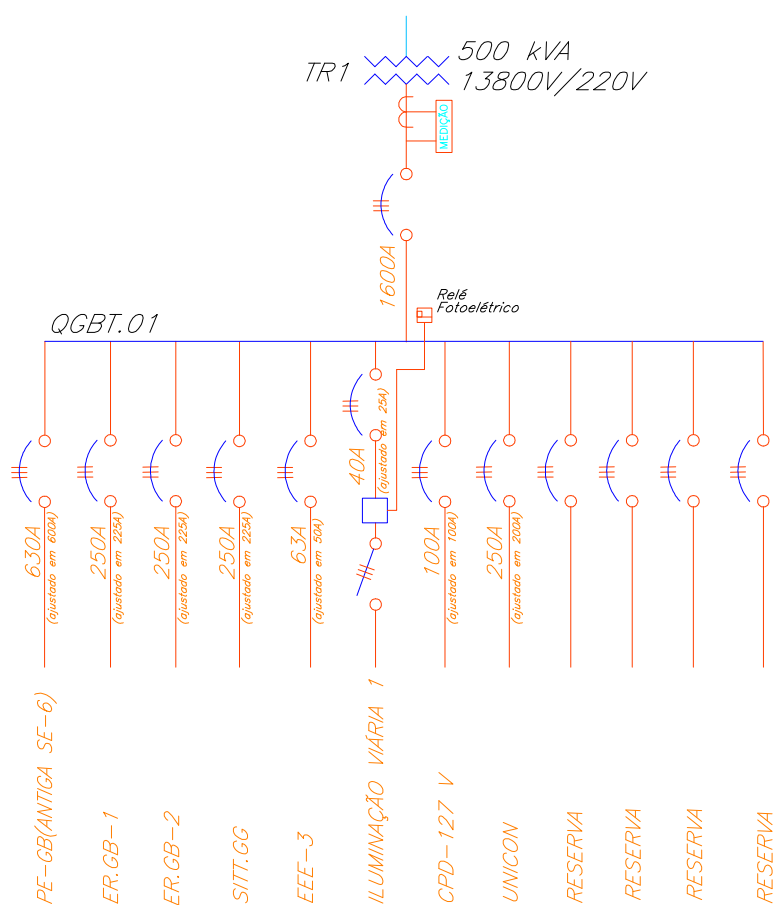 TR1
500 kVA
13800V/220V
MEDIÇÃO
1600A
Relé
Fotoelétrico
QGBT.01
630A
(ajustado em 600A)
250A
(ajustado em 225A)
250A
(ajustado em 225A)
250A
(ajustado em 225A)
63A
(ajustado em 50A)
40A
(ajustado em 25A)
100A
(ajustado em 100A)
250A
(ajustado em 200A)
PE-GB(ANTIGA SE-6)
ER.GB-1
ER.GB-2
SITT.GG
EEE-3
ILUMINAÇÃO VIÁRIA 1
CPD-127 V
UNICON
RESERVA
RESERVA
RESERVA
RESERVA